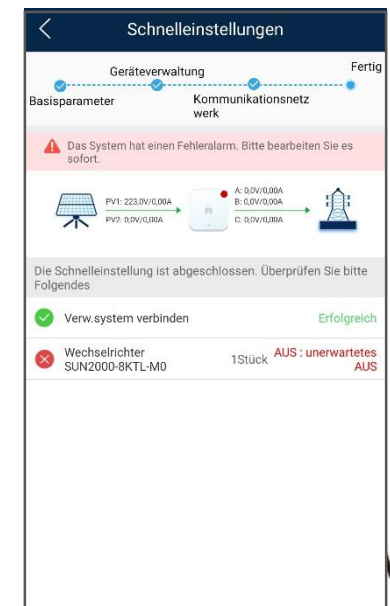 Schnelleinstellungen
Geräteverwaltung
Fertig
Basisparameter
Kommunikationsnetz
werk
Das System hat einen Fehleralarm. Bitte bearbeiten Sie es
sofort.
PV1: 223,0V/0,00A
PV2: 0,0V/0,00A
A: 0,0V/0,00A
B: 0,0V/0,00A
C: 0,0V/0,00A
Die Schnelleinstellung ist abgeschlossen. Überprüfen Sie bitte
Folgendes
Verw.system verbinden
Erfolgreich
Wechselrichter
SUN2000-8KTL-M0
1Stück
AUS : unerwartetes
AUS